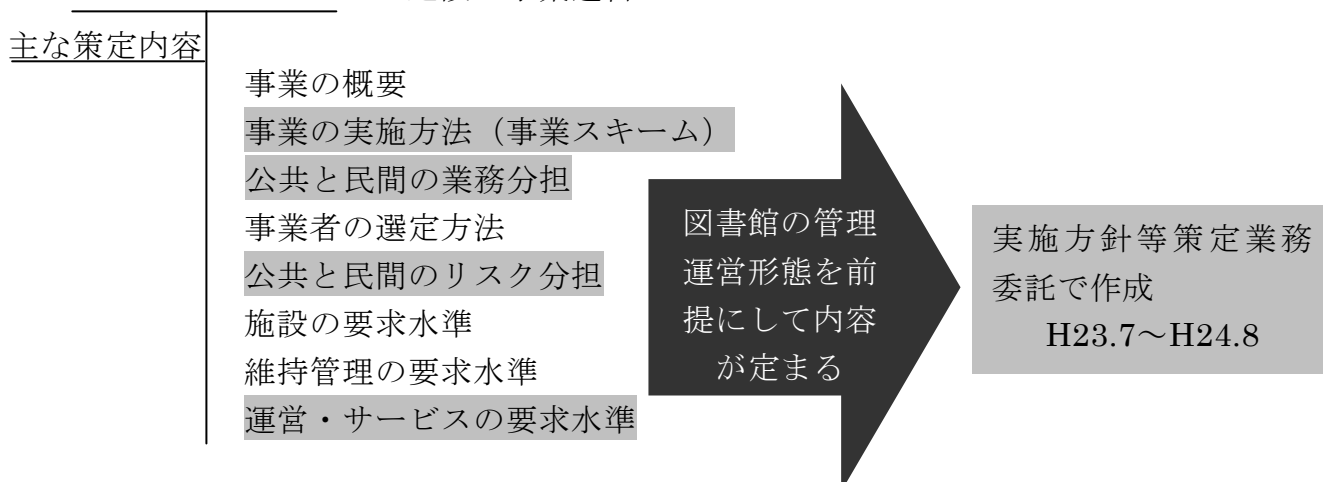 主な策定内容
事業の概要
事業の実施方法（事業スキーム）
公共と民間の業務分担
事業者の選定方法
公共と民間のリスク分担
施設の要求水準
維持管理の要求水準
運営・サービスの要求水準
図書館の管理
運営形態を前
提にして内容
が定まる
実施方針等策定業務
委託で作成
H23.7～H24.8